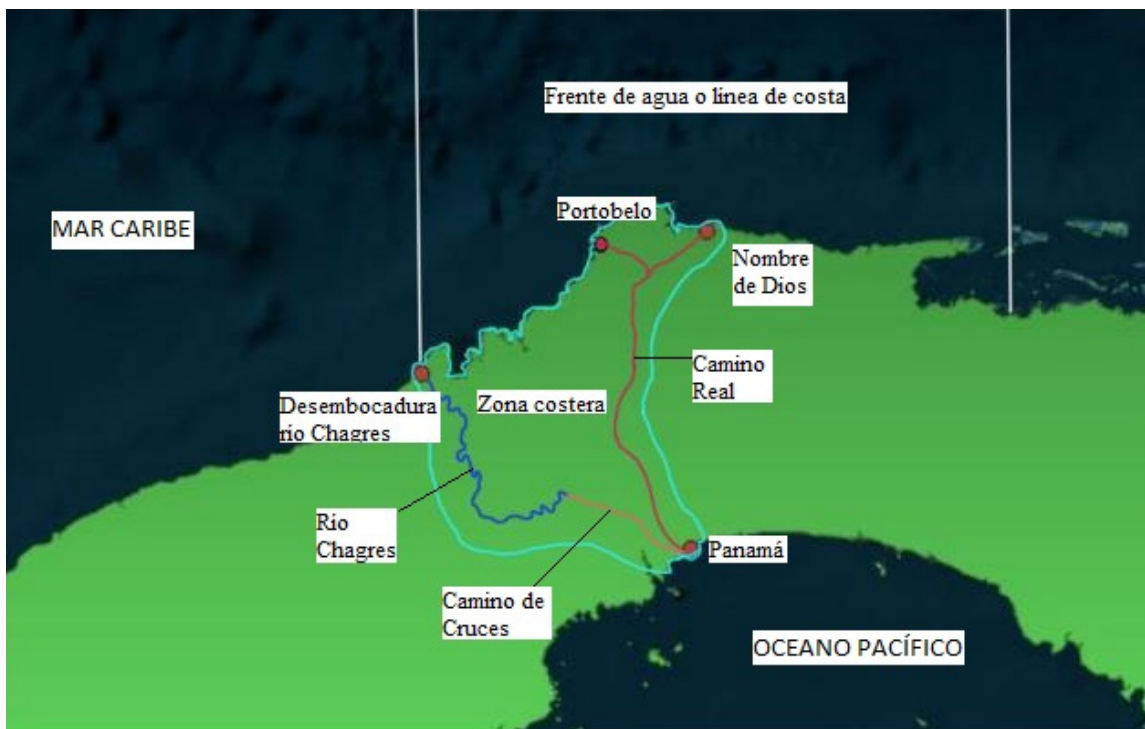 Frente de agua o línea de costa
Portobelo
MAR CARIBE
Nombre
de Dios
Camino
Real
Desembocadura
rio Chagres
Zona costera
Río
Chagres
Panamá
Camino de
Cruces
OCEANO PACÍFICO